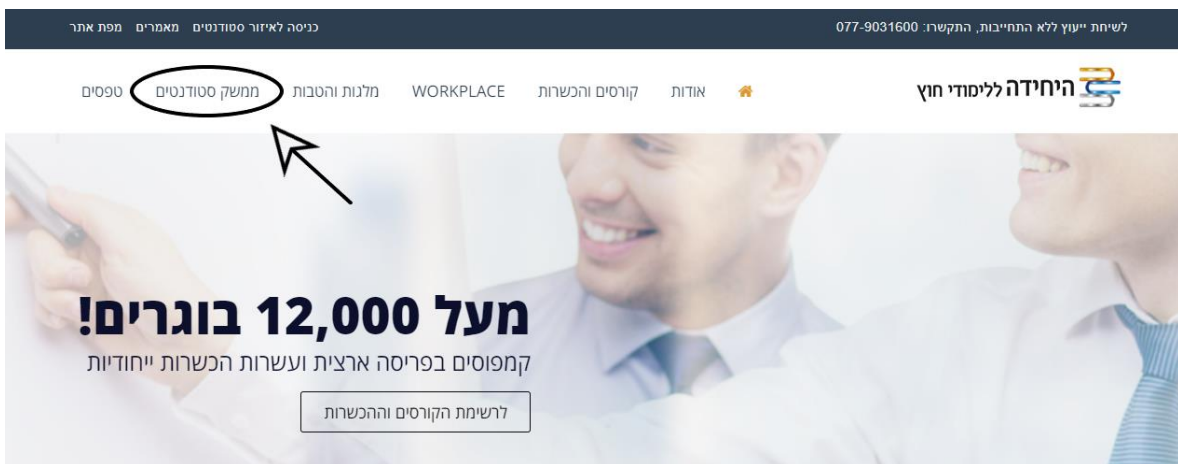 לשיחת ייעוץ ללא התחייבות, התקשרו: 077-9031600 כניסה לאיזור סטודנטים מאמרים מפת אתר
היחידה ללימודי חוץ אודות קורסים והכשרות WORKPLACE מלגות והטבות ממשק סטודנטים טפסים
מעל 12,000 בוגרים!
קמפוסים בפריסה ארצית ועשרות הכשרות ייחודיות
לרשימת הקורסים וההכשרות